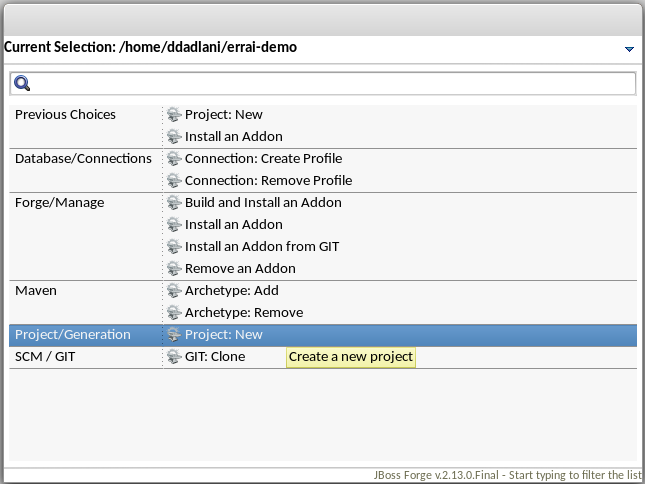 Current Selection: /home/ddadlani/errai-demo
Previous Choices Project: New
Install an Addon
Database/Connections Connection: Create Profile
Connection: Remove Profile
Forge/Manage Build and Install an Addon
Install an Addon
Install an Addon from GIT
Remove an Addon
Maven Archetype: Add
Archetype: Remove
Project/Generation Project: New
SCM / GIT GIT: Clone Create a new project
JBoss Forge v.2.13.0.Final - Start typing to filter the list